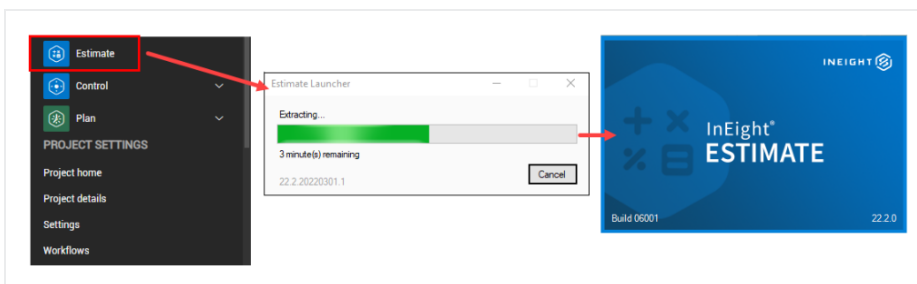 Estimate
Control
Plan
PROJECT SETTINGS
Project home
Project details
Settings
Workflows
Estimate Launcher
Extracting...
3 minute(s) remaining
22.2.20220301.1
Cancel
INEIGHT
InEight®
ESTIMATE
Build 06001
22.2.0